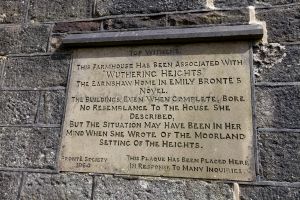 TOP WITHENS
THIS FARMHOUSE HAS BEEN ASSOCIATED WITH
"WUTHERING HEIGHTS"
THE EARNSHAW HOME IN EMILY BRONTË'S
NOVEL.
THE BUILDINGS, EVEN WHEN COMPLETE, BORE
NO RESEMBLANCE TO THE HOUSE SHE
DESCRIBED,
BUT THE SITUATION MAY HAVE BEEN IN HER
MIND WHEN SHE WROTE OF THE MOORLAND
SETTING OF THE HEIGHTS.
BRONTË SOCIETY THIS PLAQUE HAS BEEN PLACED HERE
1964 IN RESPONSE TO MANY INQUIRIES.